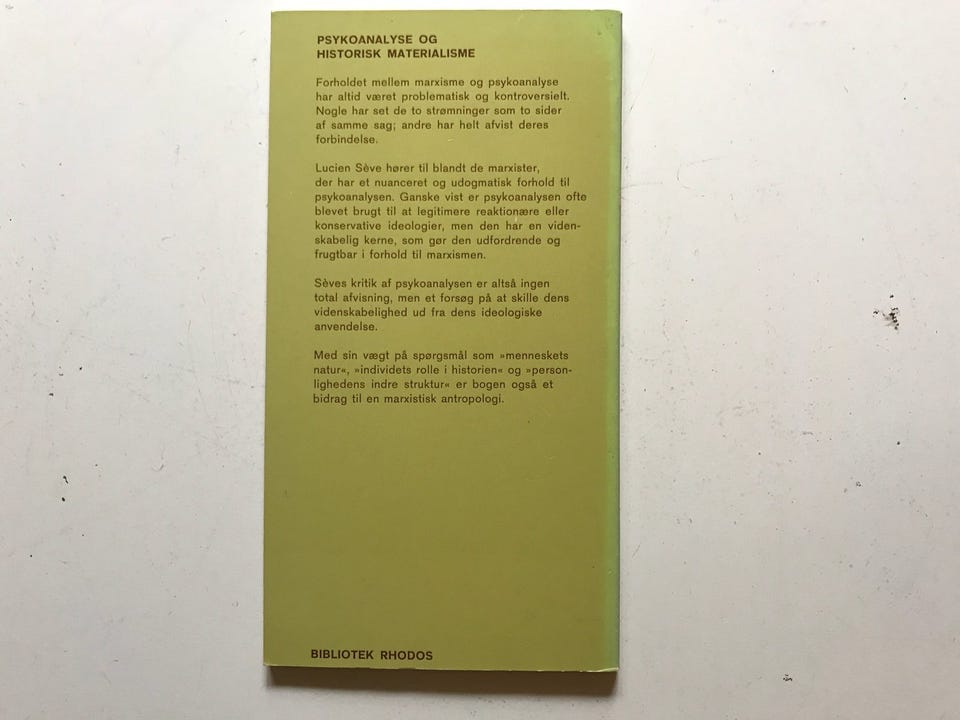 PSYKOANALYSE OG
HISTORISK MATERIALISME
Forholdet mellem marxisme og psykoanalyse
har altid været problematisk og kontroversielt.
Nogle har set de to strømninger som to sider
af samme sag; andre har helt afvist deres
forbindelse.
Lucien Sève hører til blandt de marxister,
der har et nuanceret og udogmatisk forhold til
psykoanalysen. Ganske vist er psykoanalysen ofte
blevet brugt til at legitimere reaktionære eller
konservative ideologier, men den har en viden-
skabelig kerne, som gør den udfordrende og
frugtbar i forhold til marxismen.
Sèves kritik af psykoanalysen er altså ingen
total afvisning, men et forsøg på at skille dens
videnskabelighed ud fra dens ideologiske
anvendelse.
Med sin vægt på spørgsmål som »menneskets
natur«, »individets rolle i historien« og »person-
lighedens indre struktur« er bogen også et
bidrag til en marxistisk antropologi.
BIBLIOTEK RHODOS